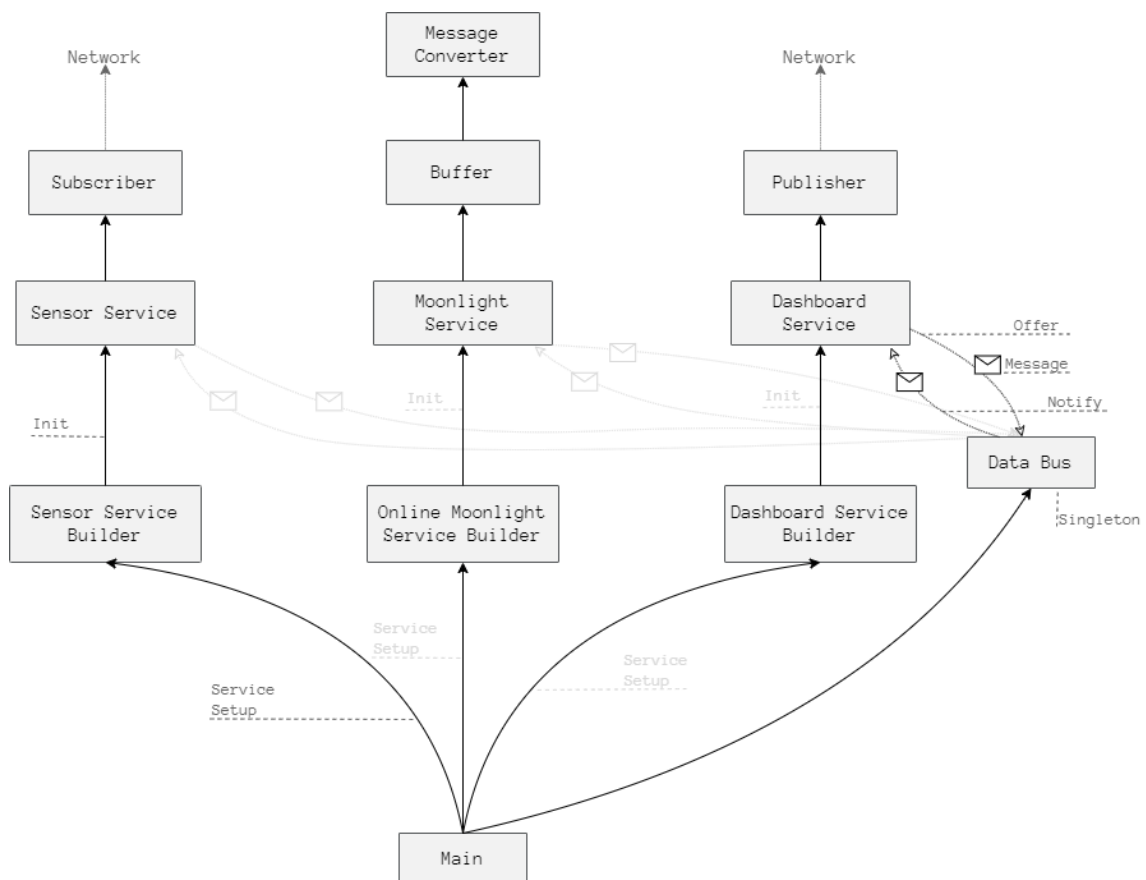 Message
Converter
Network
Network
Buffer
Subscriber
Publisher
Sensor Service
Moonlight
Service
Dashboard
Service
Offer
Message
Notify
Init
Init
Init
Data Bus
Singleton
Sensor Service
Builder
Online Moonlight
Service Builder
Dashboard Service
Builder
Service
Setup
Service
Setup
Service
Setup
Main